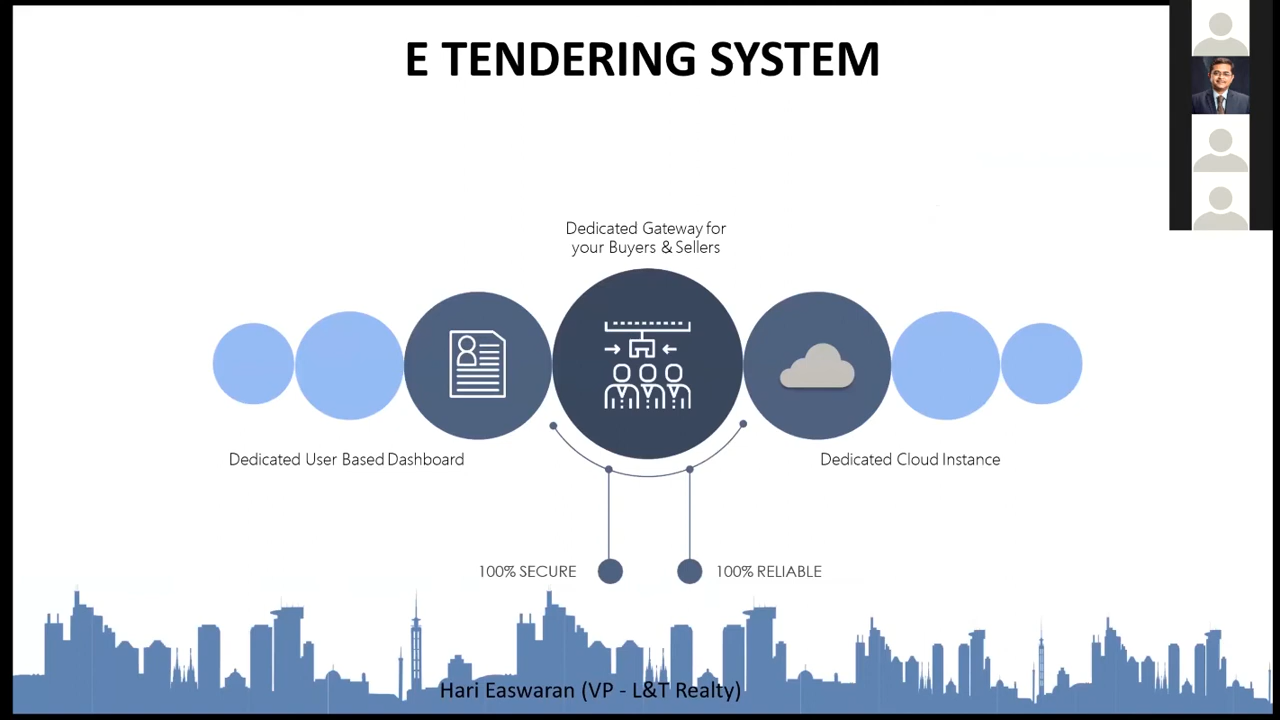 E TENDERING SYSTEM
Dedicated Gateway for
your Buyers & Sellers
Dedicated User Based Dashboard
Dedicated Cloud Instance
100% SECURE
100% RELIABLE
Hari Easwaran (VP - L&T Realty)